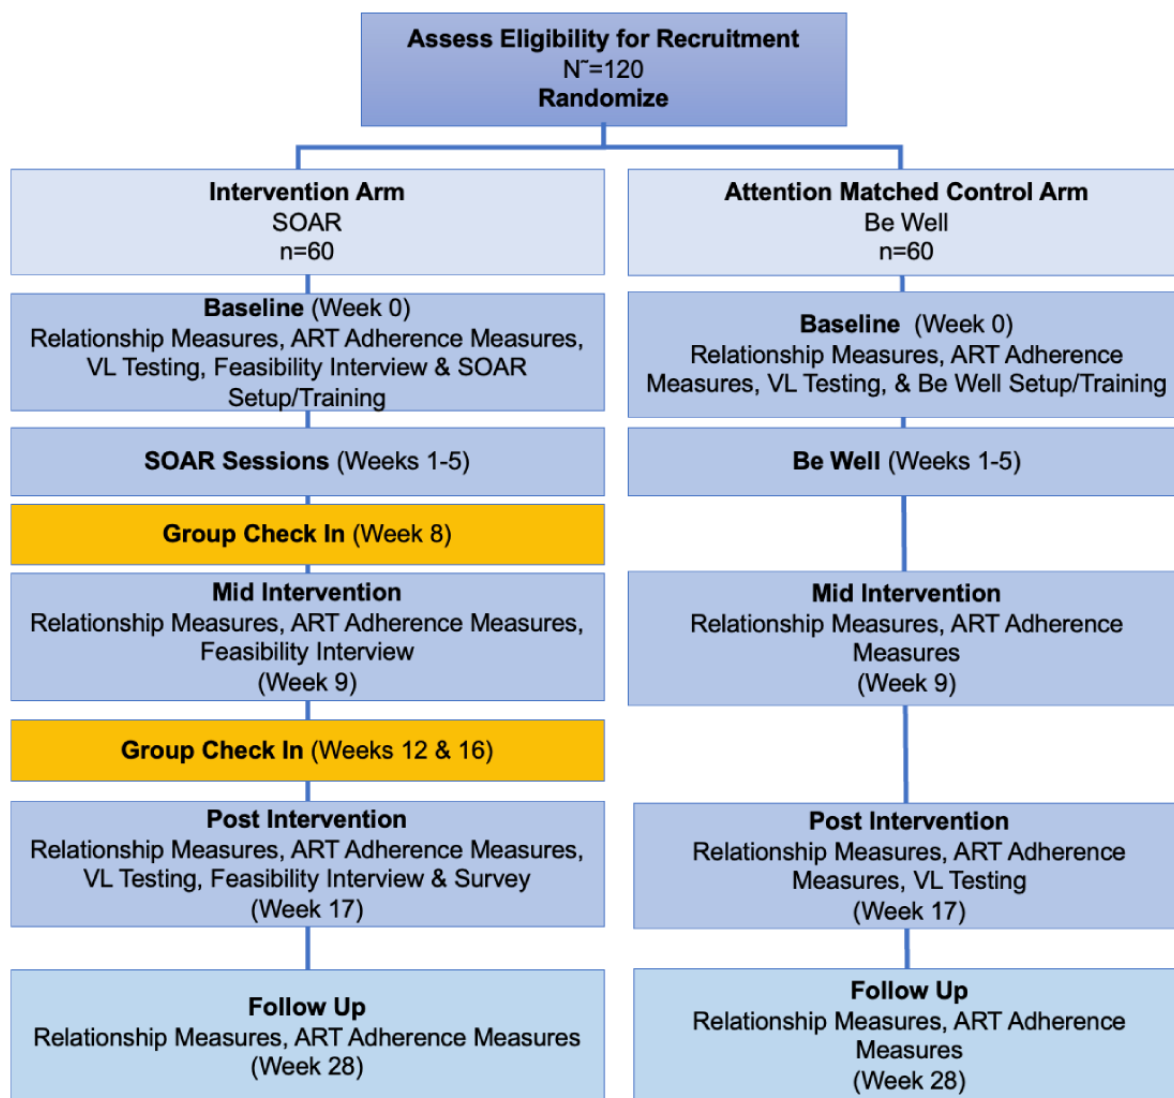 Assess Eligibility for Recruitment
N˜=120
Randomize
Intervention Arm
SOAR
n=60
Attention Matched Control Arm
Be Well
n=60
Baseline (Week 0)
Relationship Measures, ART Adherence Measures,
VL Testing, Feasibility Interview & SOAR
Setup/Training
Baseline (Week 0)
Relationship Measures, ART Adherence
Measures, VL Testing, & Be Well Setup/Training
SOAR Sessions (Weeks 1-5)
Be Well (Weeks 1-5)
Group Check In (Week 8)
Mid Intervention
Relationship Measures, ART Adherence Measures,
Feasibility Interview
(Week 9)
Mid Intervention
Relationship Measures, ART Adherence
Measures
(Week 9)
Group Check In (Weeks 12 & 16)
Post Intervention
Relationship Measures, ART Adherence Measures,
VL Testing, Feasibility Interview & Survey
(Week 17)
Post Intervention
Relationship Measures, ART Adherence
Measures, VL Testing
(Week 17)
Follow Up
Relationship Measures, ART Adherence Measures
(Week 28)
Follow Up
Relationship Measures, ART Adherence
Measures
(Week 28)